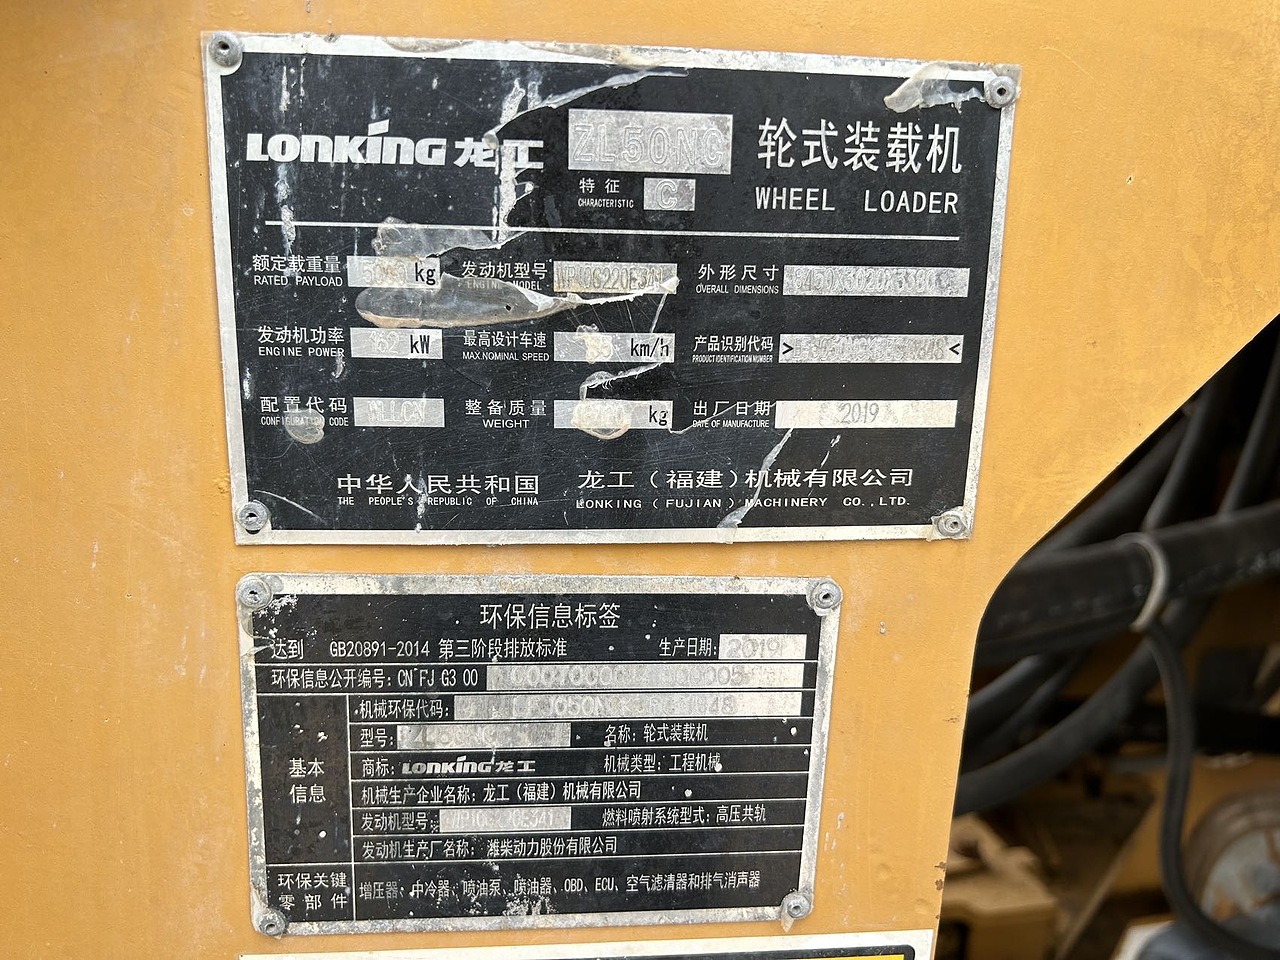 LONKING 龙工 ZL50NC 轮式装载机
特征 C
CHARACTERISTIC
WHEEL LOADER
额定载重量 kg 发动机型号 WP10G220E341 外形尺寸
RATED PAYLOAD ENGINE MODEL OVERALL DIMENSIONS
发动机功率 162 kW 最高设计车速 km/h 产品识别代码 > <
ENGINE POWER MAX.NOMINAL SPEED PRODUCT IDENTIFICATION NUMBER
配置代码 整备质量 kg 出厂日期 2019
CONFIGURATION CODE WEIGHT DATE OF MANUFACTURE
中华人民共和国 龙工（福建）机械有限公司
THE PEOPLE'S REPUBLIC OF CHINA LONKING (FUJIAN) MACHINERY CO.,LTD.
环保信息标签
达到 GB20891-2014 第三阶段排放标准 生产日期: 2019
环保信息公开编号: CN FJ G3 00
机械环保代码:
型号: 名称: 轮式装载机
基本信息
商标: LONKING 龙工 机械类型: 工程机械
机械生产企业名称: 龙工（福建）机械有限公司
发动机型号: WP10G220E341 燃料喷射系统型式: 高压共轨
发动机生产厂名称: 潍柴动力股份有限公司
环保关键零部件 增压器、中冷器、喷油泵、喷油器、OBD、ECU、空气滤清器和排气消声器